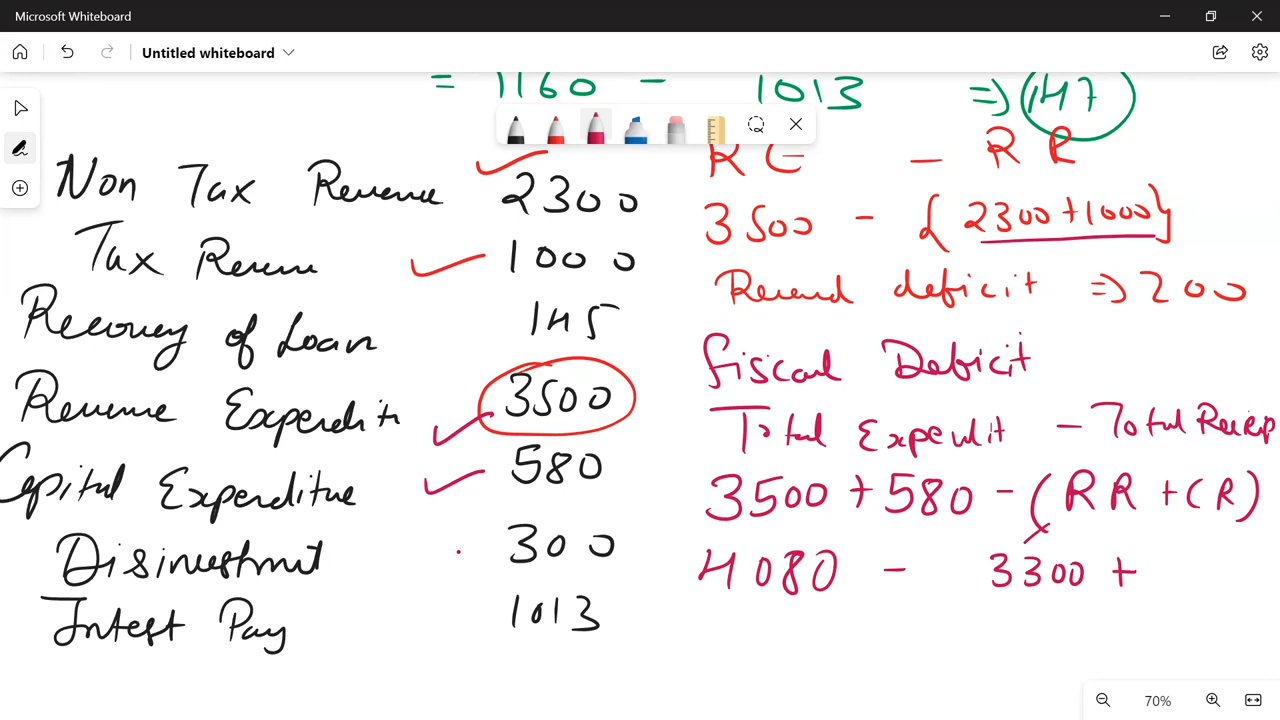 Microsoft Whiteboard
Untitled whiteboard
= 1160 - 1013 => 147
RE - RR
Non Tax Revenue 2300
3500 - {2300+1000}
Tax Revenue 1000
Revenue deficit => 200
Recovery of Loan 145
Fiscal Deficit
Revenue Expendit 3500
Total Expendit - Total Receip
Capital Expenditue 580
3500 + 580 - (RR + CR)
Disinvestment 300
4080 - 3300 +
Interest Pay 1013
70%